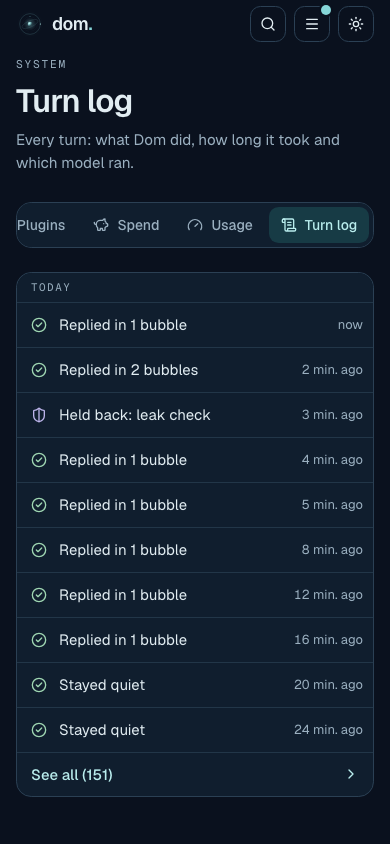 dom.
SYSTEM
Turn log
Every turn: what Dom did, how long it took and
which model ran.
Plugins Spend Usage Turn log
TODAY
Replied in 1 bubble now
Replied in 2 bubbles 2 min. ago
Held back: leak check 3 min. ago
Replied in 1 bubble 4 min. ago
Replied in 1 bubble 5 min. ago
Replied in 1 bubble 8 min. ago
Replied in 1 bubble 12 min. ago
Replied in 1 bubble 16 min. ago
Stayed quiet 20 min. ago
Stayed quiet 24 min. ago
See all (151)